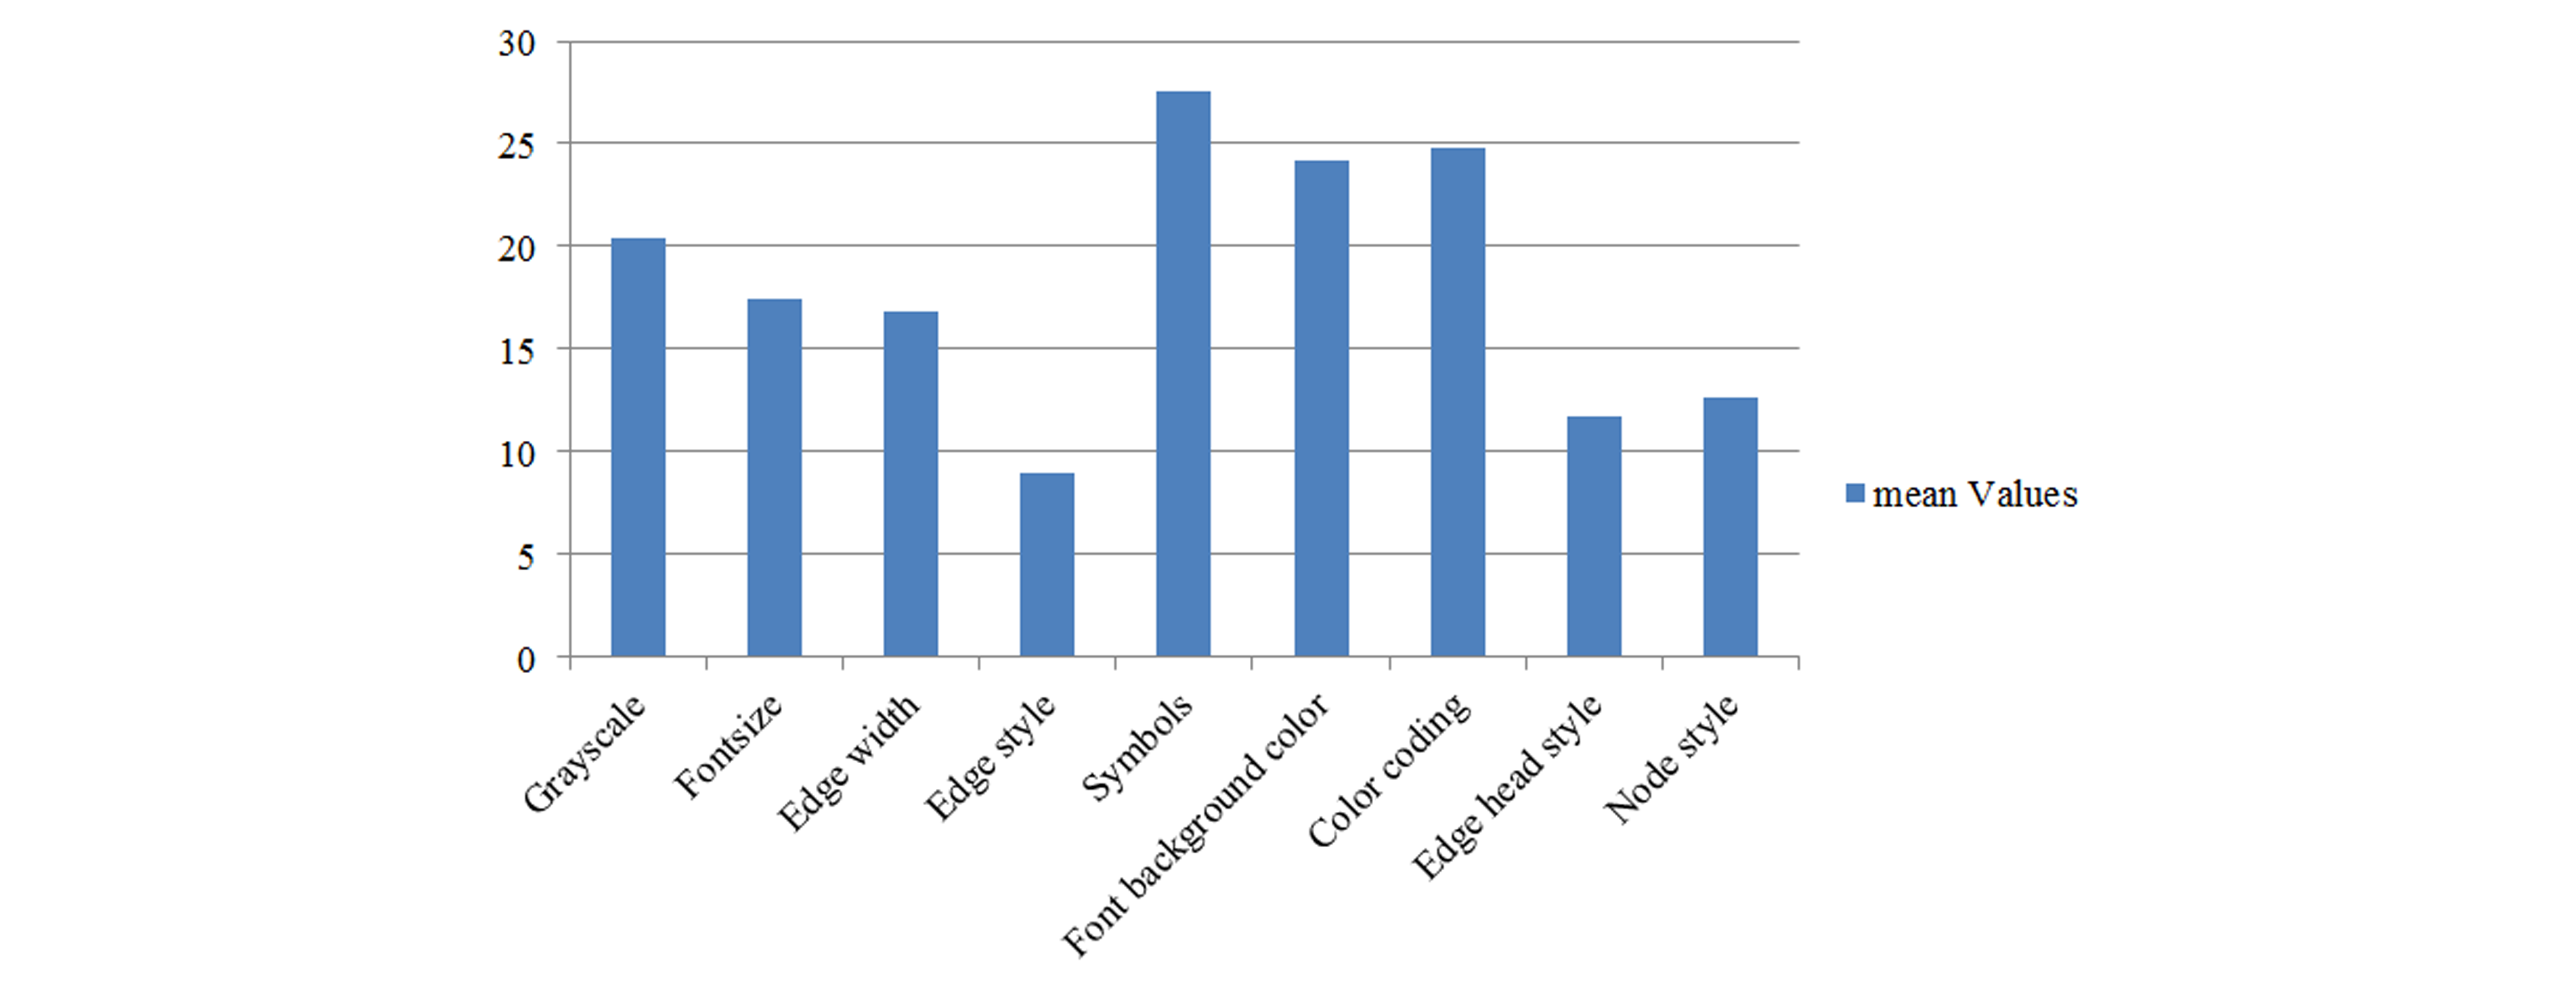 30
25
20
15
10
5
0
Grayscale
Fontsize
Edge width
Edge style
Symbols
Font background color
Color coding
Edge head style
Node style
mean Values